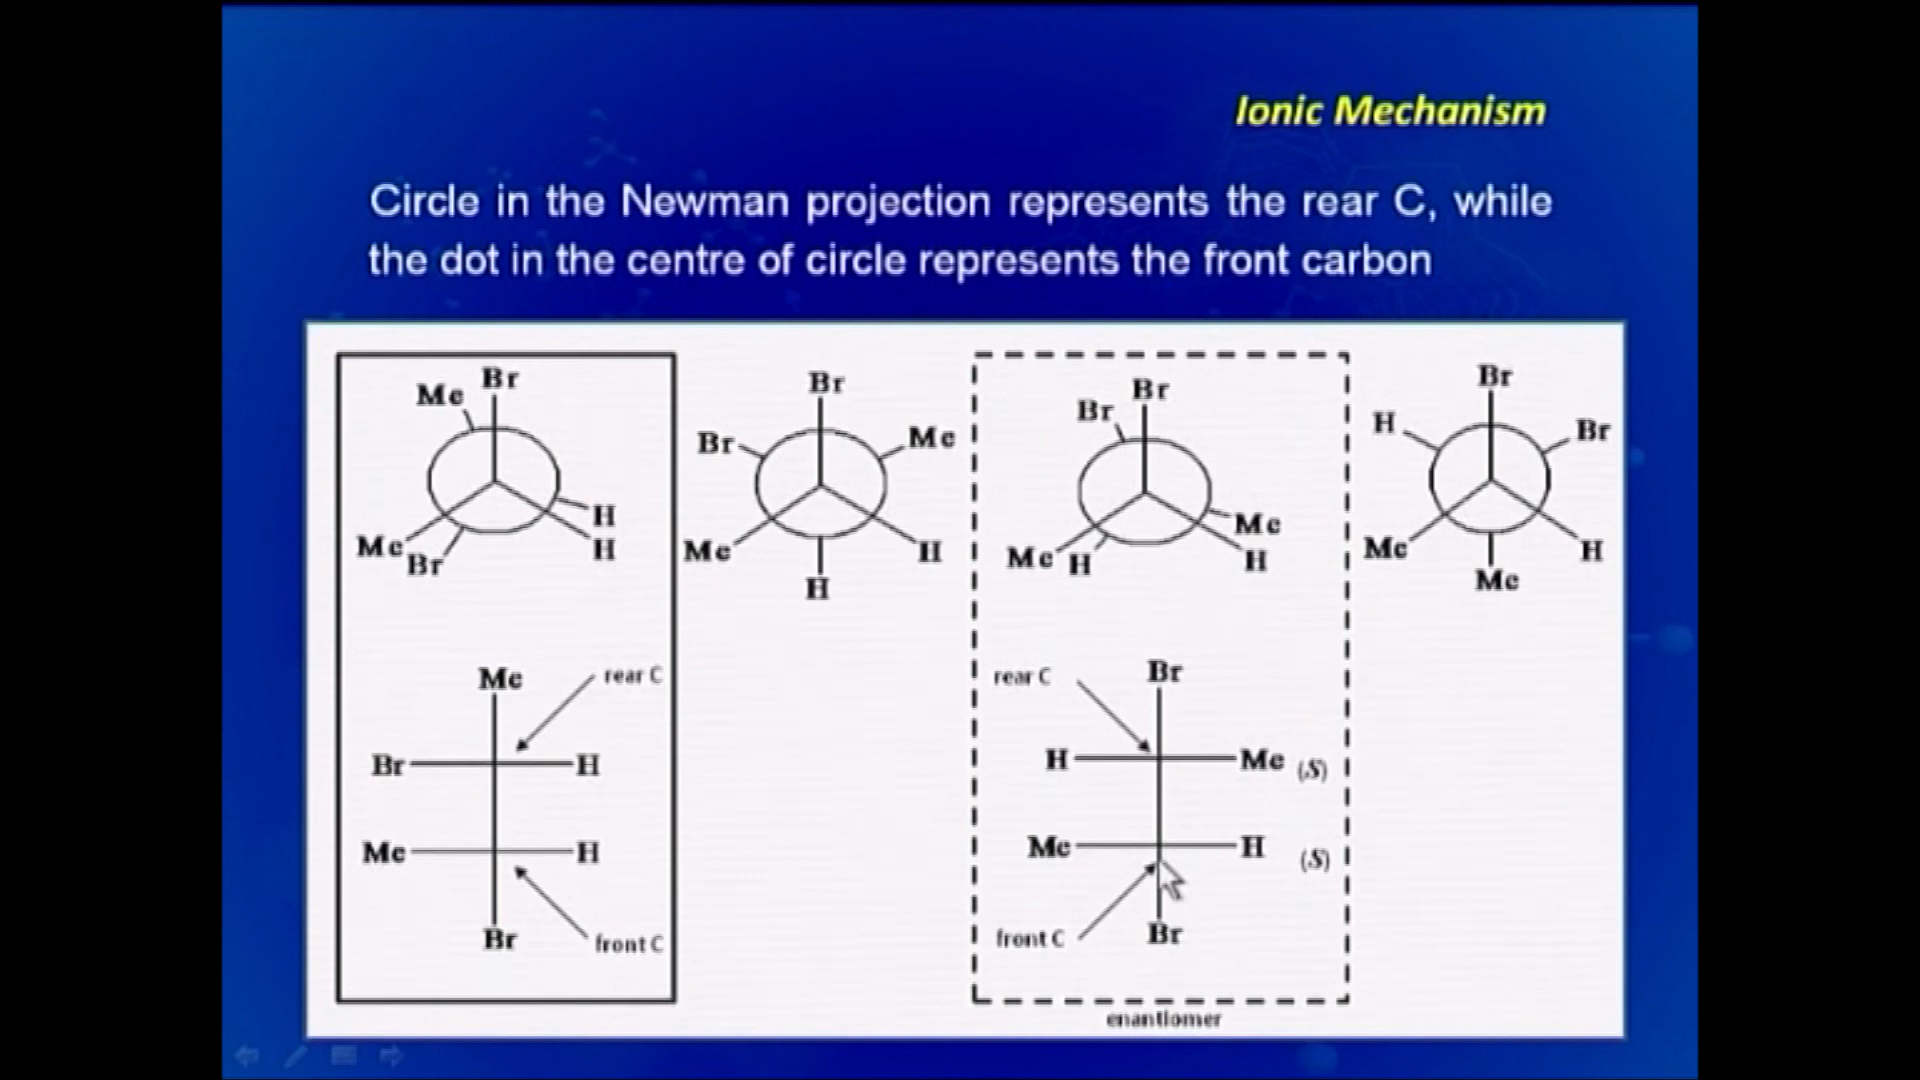 Ionic Mechanism
Circle in the Newman projection represents the rear C, while
the dot in the centre of circle represents the front carbon
Me Br
H
Me H
Br
Br
Br Me
Me H
H
Br
Br
Me
Me H H
Br
H Br
Me H
Me
Me rear C
Br H
Me H
Br front C
rear C Br
H Me (S)
Me H (S)
front C Br
enantiomer